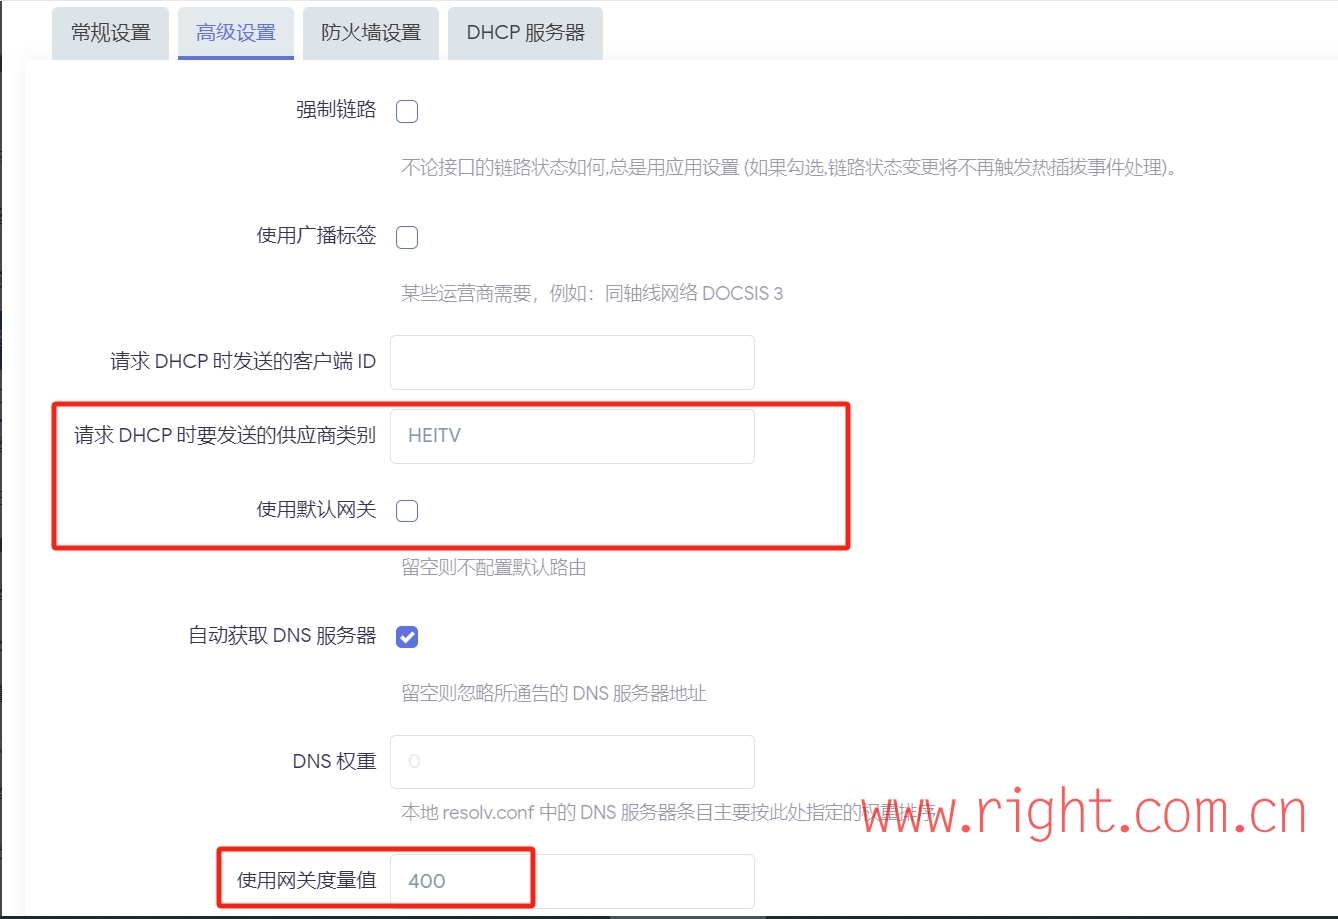 常规设置 高级设置 防火墙设置 DHCP 服务器
强制链路
不论接口的链路状态如何,总是用应用设置 (如果勾选,链路状态变更将不再触发热插拔事件处理)。
使用广播标签
某些运营商需要，例如：同轴线网络 DOCSIS 3
请求 DHCP 时发送的客户端 ID
请求 DHCP 时要发送的供应商类别 HEITV
使用默认网关
留空则不配置默认路由
自动获取 DNS 服务器
留空则忽略所通告的 DNS 服务器地址
DNS 权重 0
本地 resolv.conf 中的 DNS 服务器条目主要按此处指定的权重排序
www.right.com.cn
使用网关度量值 400